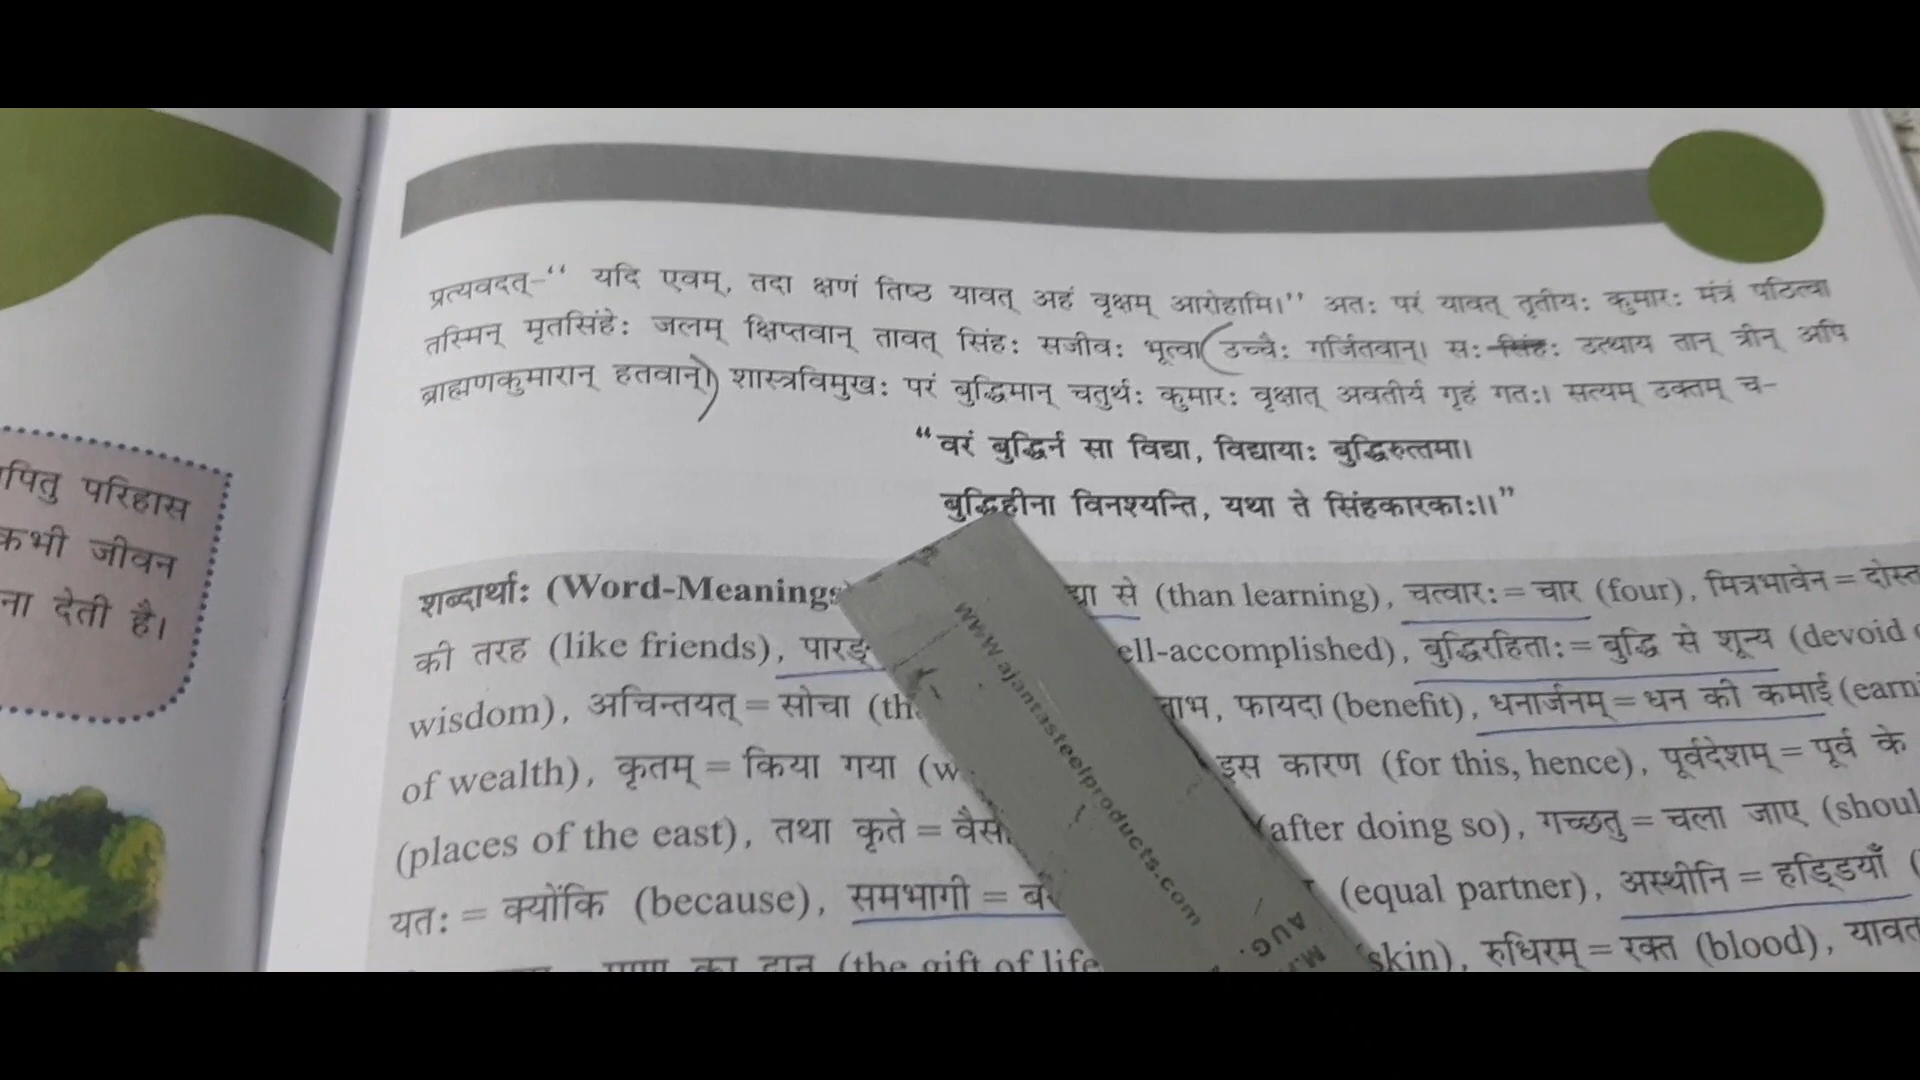 प्रत्यवदत्–“ यदि एवम्, तदा क्षणं तिष्ठ यावत् अहं वृक्षम् आरोहामि।” अतः परं यावत् तृतीयः कुमारः मंत्रं पठित्वा
तस्मिन् मृतसिंहेः जलम् क्षिप्तवान् तावत् सिंहः सजीवः भूत्वा उच्चैः गर्जितवान्। सः सिंहः उत्थाय तान् त्रीन् अपि
ब्राह्मणकुमारान् हतवान्। शास्त्रविमुखः परं बुद्धिमान् चतुर्थः कुमारः वृक्षात् अवतीर्य गृहं गतः। सत्यम् उक्तम् च–
“वरं बुद्धिर्न सा विद्या, विद्यायाः बुद्धिरुत्तमा।
बुद्धिहीना विनश्यन्ति, यथा ते सिंहकारकाः।।”
पितु परिहास
कभी जीवन
ना देती है।
शब्दार्थाः (Word-Meanings से (than learning), चत्वारः = चार (four), मित्रभावेन =
की तरह (like friends), बुद्धिरहिताः = बुद्धि से शून्य (devoid
wisdom), अचिन्तयत् = सोचा फायदा (benefit), धनार्जनम् = धन की कमाई
of wealth), कृतम् = किया गया इस कारण (for this, hence), पूर्वदेशम् = पूर्व के
(places of the east), तथा कृते = (after doing so), गच्छतु = चला जाए
यतः = क्योंकि (because), समभागी = (equal partner), अस्थीनि = हड्डियाँ
का दान (the gift of life skin), रुधिरम् = रक्त (blood),
www.ajantasteelproducts.com
AUG.